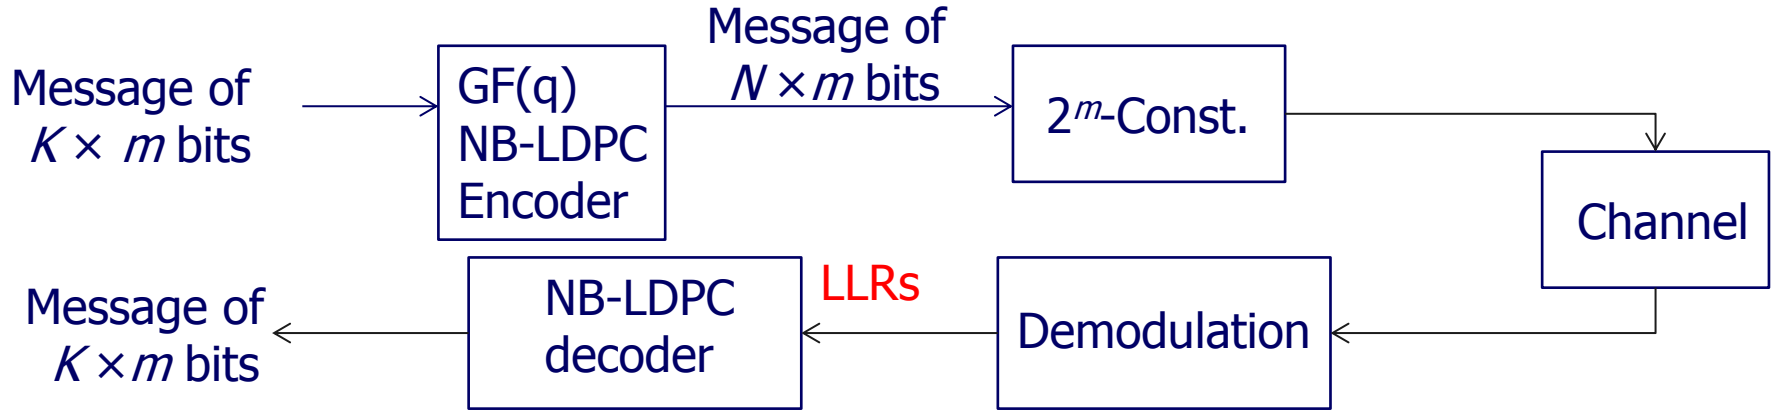 Message of
K × m bits
GF(q)
NB-LDPC
Encoder
Message of
N ×m bits
2^m-Const.
Channel
Demodulation
LLRs
NB-LDPC
decoder
Message of
K ×m bits